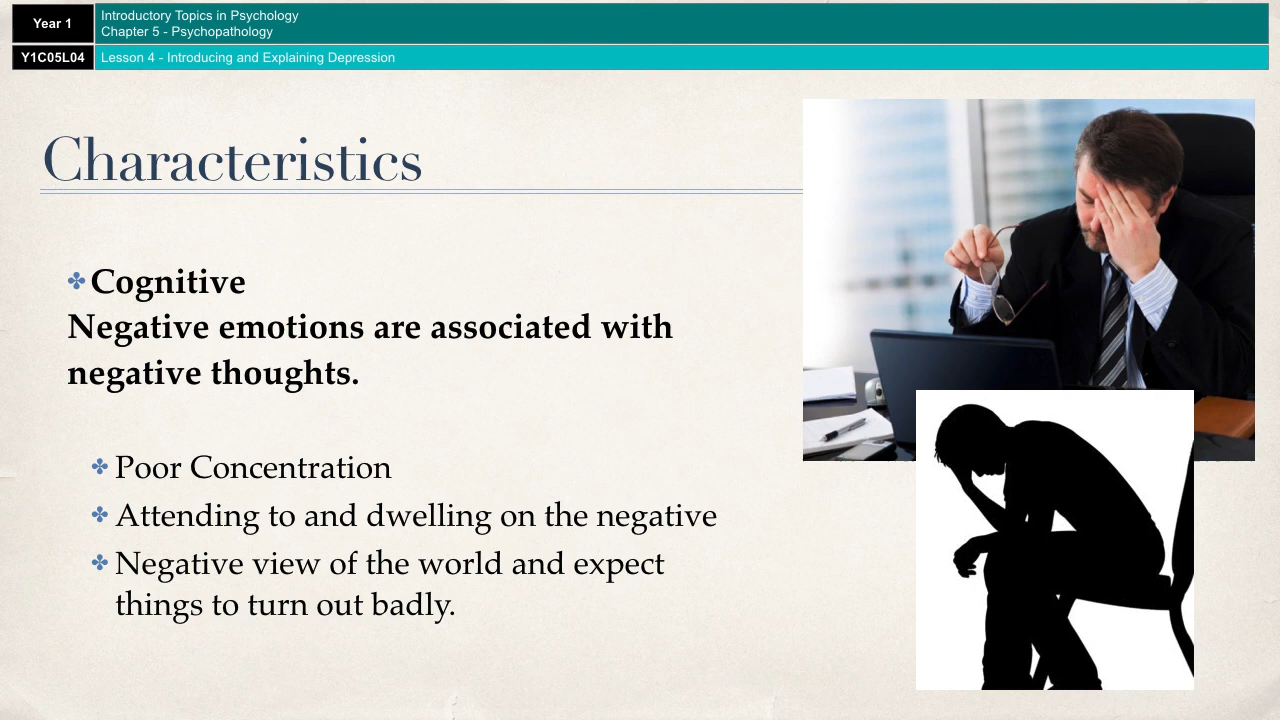 Year 1
Introductory Topics in Psychology
Chapter 5 - Psychopathology
Y1C05L04
Lesson 4 - Introducing and Explaining Depression
Characteristics
Cognitive
Negative emotions are associated with
negative thoughts.
Poor Concentration
Attending to and dwelling on the negative
Negative view of the world and expect
things to turn out badly.